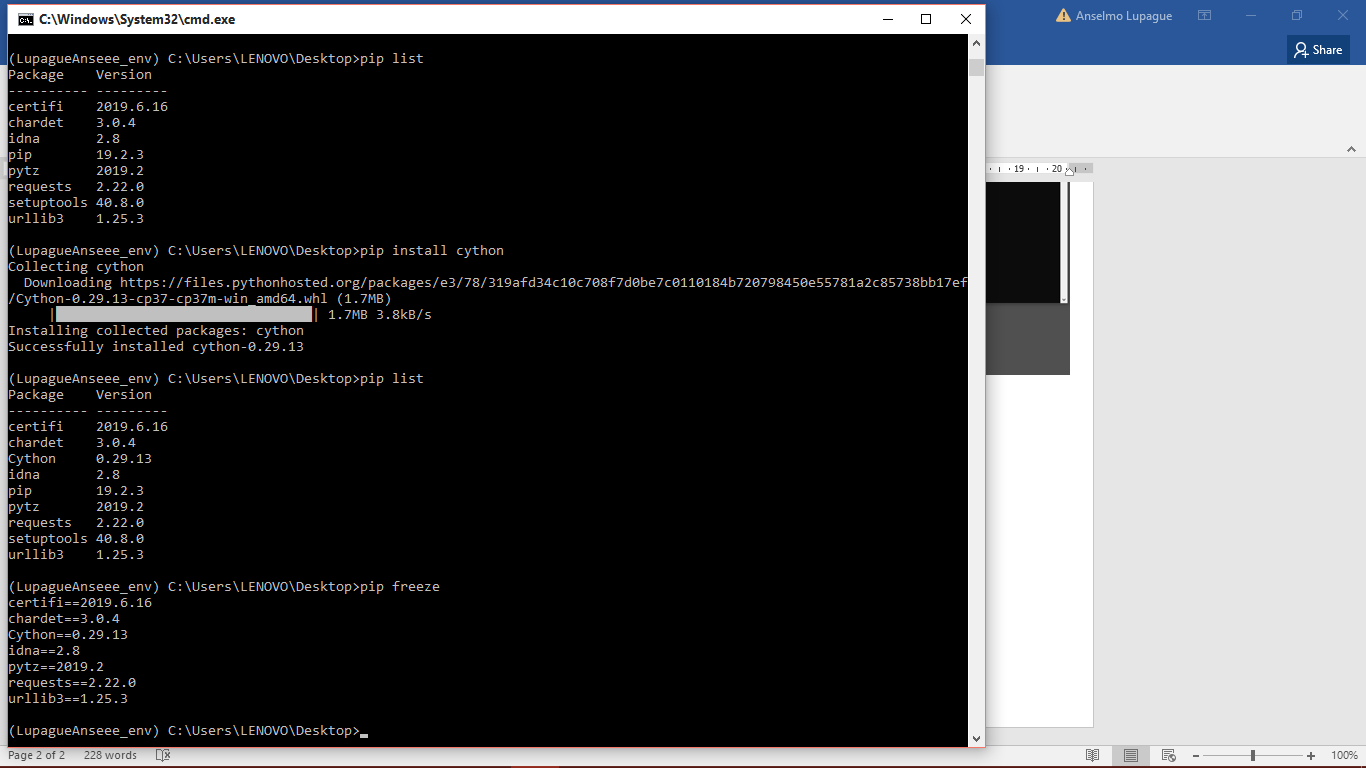 C:\Windows\System32\cmd.exe
Anselmo Lupague
Share
(LupagueAnseee_env) C:\Users\LENOVO\Desktop>pip list
Package    Version
---------- ---------
certifi    2019.6.16
chardet    3.0.4
idna       2.8
pip        19.2.3
pytz       2019.2
requests   2.22.0
setuptools 40.8.0
urllib3    1.25.3
(LupagueAnseee_env) C:\Users\LENOVO\Desktop>pip install cython
Collecting cython
  Downloading https://files.pythonhosted.org/packages/e3/78/319afd34c10c708f7d0be7c0110184b720798450e55781a2c85738bb17ef
/Cython-0.29.13-cp37-cp37m-win_amd64.whl (1.7MB)
| | 1.7MB 3.8kB/s
Installing collected packages: cython
Successfully installed cython-0.29.13
(LupagueAnseee_env) C:\Users\LENOVO\Desktop>pip list
Package    Version
---------- ---------
certifi    2019.6.16
chardet    3.0.4
Cython     0.29.13
idna       2.8
pip        19.2.3
pytz       2019.2
requests   2.22.0
setuptools 40.8.0
urllib3    1.25.3
(LupagueAnseee_env) C:\Users\LENOVO\Desktop>pip freeze
certifi==2019.6.16
chardet==3.0.4
Cython==0.29.13
idna==2.8
pytz==2019.2
requests==2.22.0
urllib3==1.25.3
(LupagueAnseee_env) C:\Users\LENOVO\Desktop>_
19 20
Page 2 of 2 228 words
100%